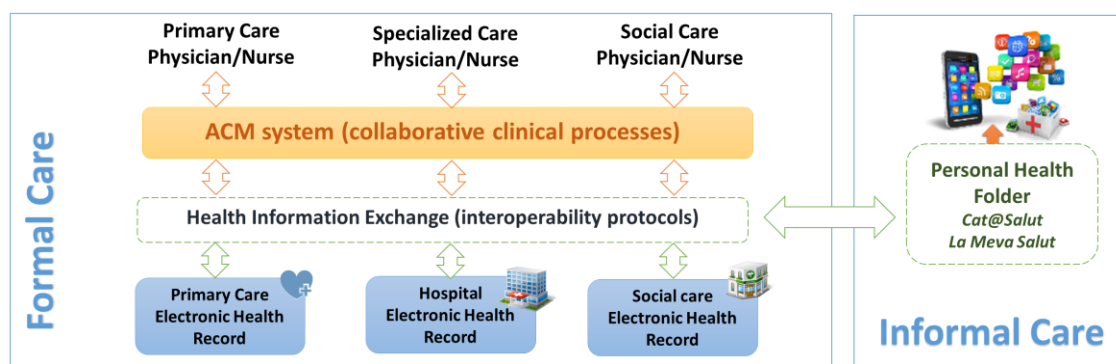 Formal Care
Primary Care
Physician/Nurse
Specialized Care
Physician/Nurse
Social Care
Physician/Nurse
ACM system (collaborative clinical processes)
Health Information Exchange (interoperability protocols)
Primary Care
Electronic Health
Record
Hospital
Electronic Health
Record
Social care
Electronic Health
Record
Personal Health
Folder
Cat@Salut
La Meva Salut
Informal Care